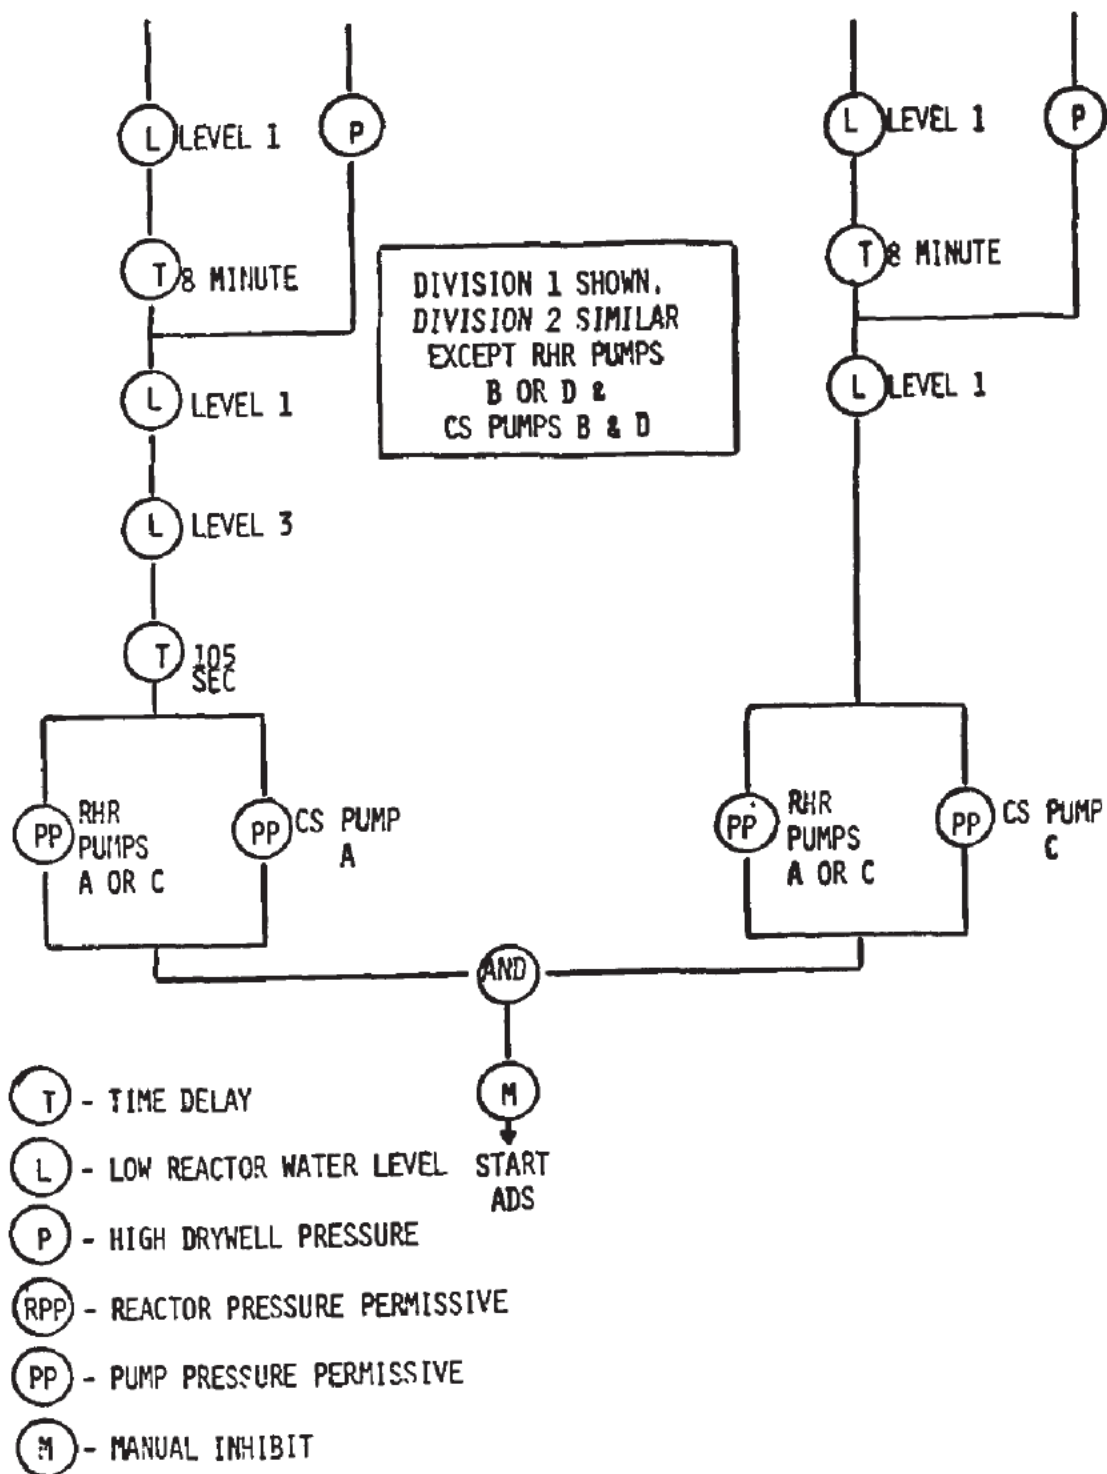 L LEVEL 1
P
L LEVEL 1
P
T 8 MINUTE
T 8 MINUTE
DIVISION 1 SHOWN.
DIVISION 2 SIMILAR
EXCEPT RHR PUMPS
B OR D &
CS PUMPS B & D
L LEVEL 1
L LEVEL 1
L LEVEL 3
T 105
SEC
PP RHR
PUMPS
A OR C
PP CS PUMP
A
PP RHR
PUMPS
A OR C
PP CS PUMP
C
AND
M
START
ADS
T - TIME DELAY
L - LOW REACTOR WATER LEVEL
P - HIGH DRYWELL PRESSURE
RPP - REACTOR PRESSURE PERMISSIVE
PP - PUMP PRESSURE PERMISSIVE
M - MANUAL INHIBIT